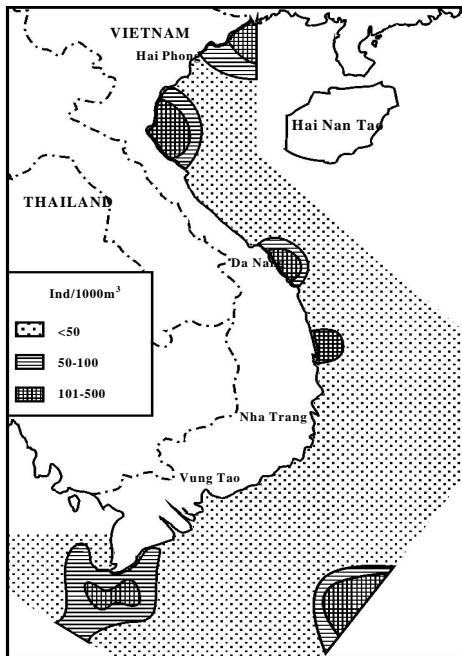 VIETNAM
Hai Phong
Hai Nan Tao
THAILAND
Da Nang
Ind/1000m³
<50
50-100
101-500
Nha Trang
Vung Tao